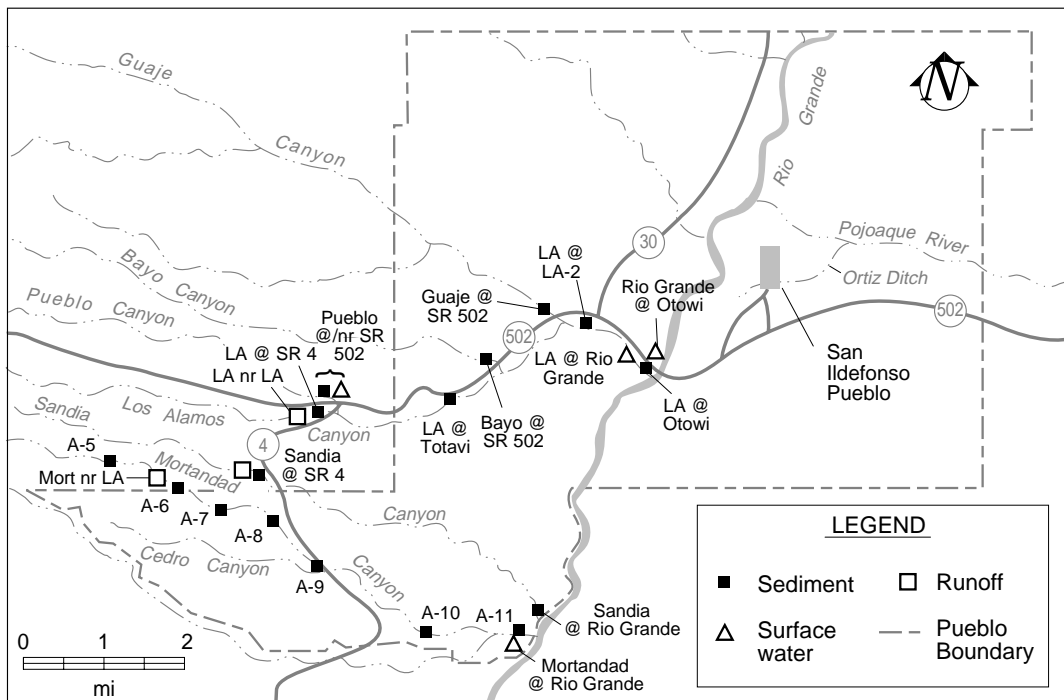 Guaje
Canyon
N
Grande
Rio
30
Pojoaque River
Ortiz Ditch
502
LA @
LA-2
Rio Grande
@ Otowi
Guaje @
SR 502
502
Bayo Canyon
Pueblo Canyon
Pueblo
@/nr SR
502
LA @ SR 4
LA nr LA
LA @ Rio
Grande
San
Ildefonso
Pueblo
LA @
Otowi
LA @
Totavi
Bayo @
SR 502
Los Alamos
Canyon
Sandia
4
Sandia
@ SR 4
A-5
Mort nr LA
Mortandad
A-6
A-7
A-8
Canyon
Cedro Canyon
Canyon
A-9
A-10
A-11
Sandia
@ Rio Grande
Mortandad
@ Rio Grande
0 1 2
mi
LEGEND
Sediment
Runoff
Surface
water
Pueblo
Boundary